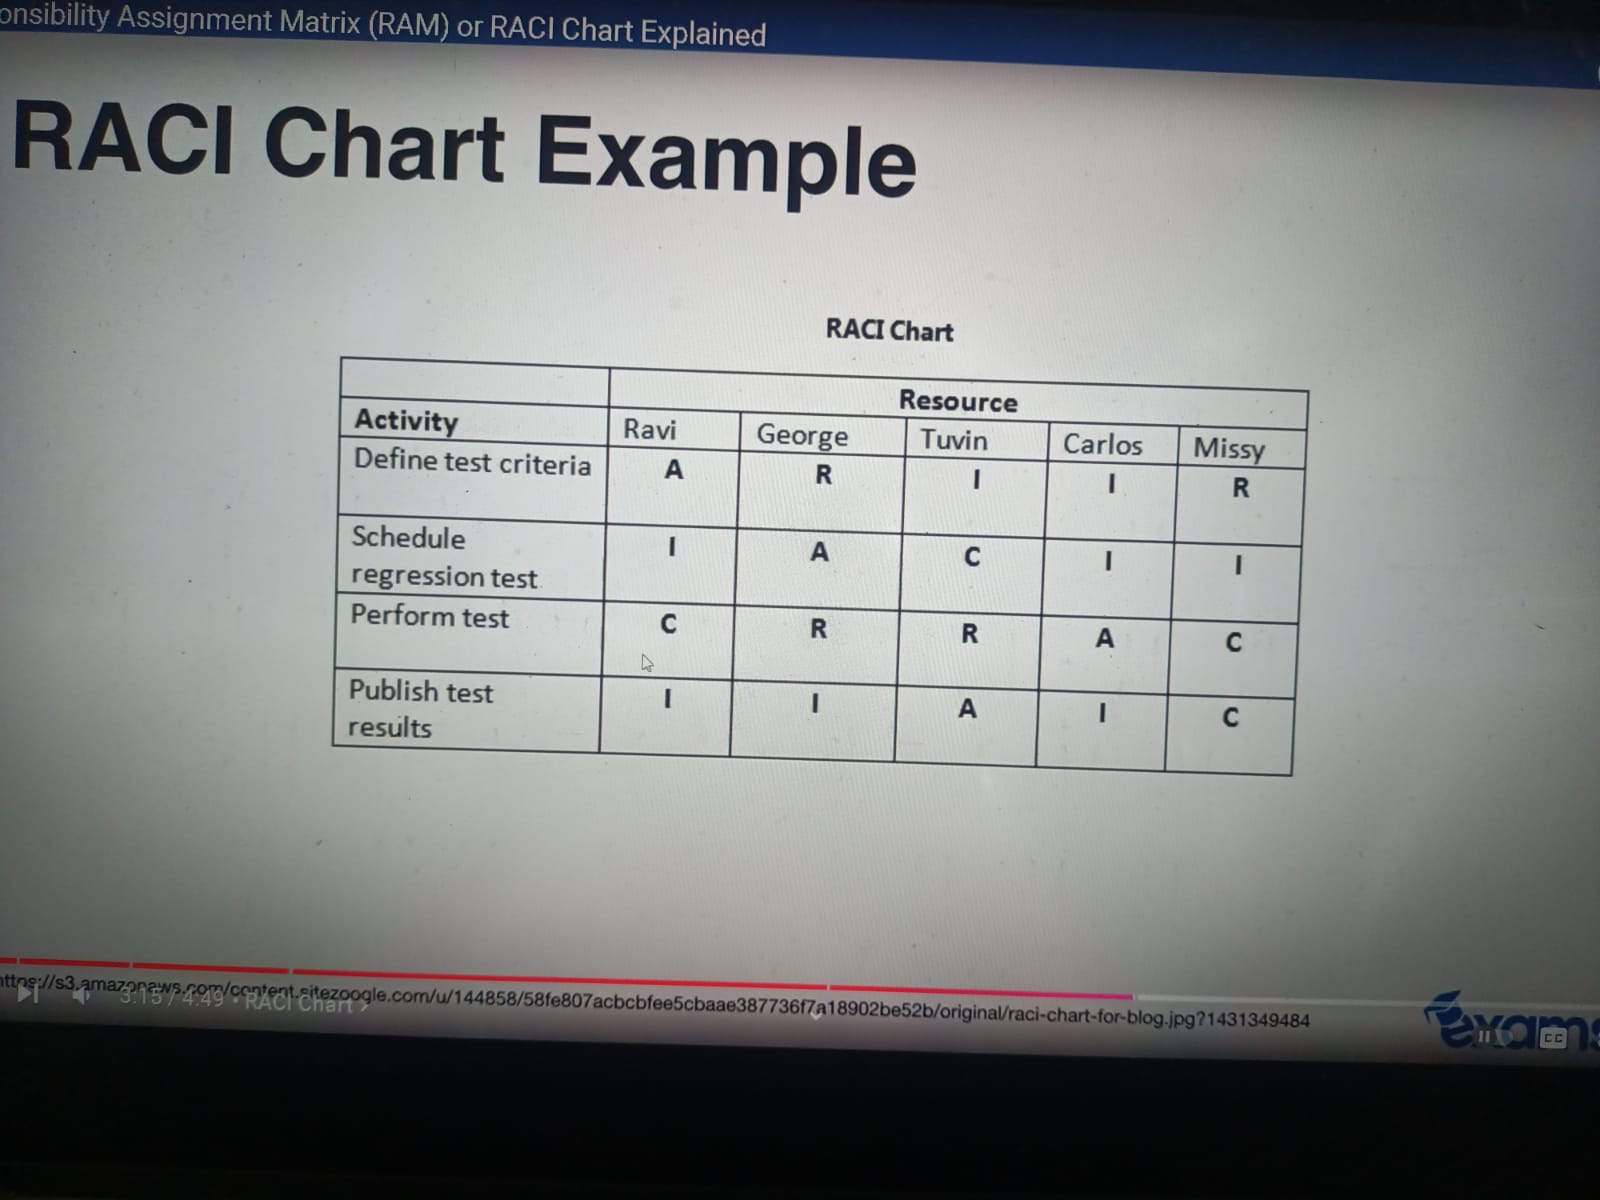 onsibility Assignment Matrix (RAM) or RACI Chart Explained
RACI Chart Example
RACI Chart
Resource
Activity Ravi George Tuvin Carlos Missy
Define test criteria A R I I R
Schedule
regression test I A C I I
Perform test C R R A C
Publish test
results I I A I C
https://s3.amazonaws.com/content.sitezoogle.com/u/144858/58fe807acbcbfee5cbaae387736f7a18902be52b/original/raci-chart-for-blog.jpg?1431349484
3:15 / 4:49 • RACI Chart >
exams
CC